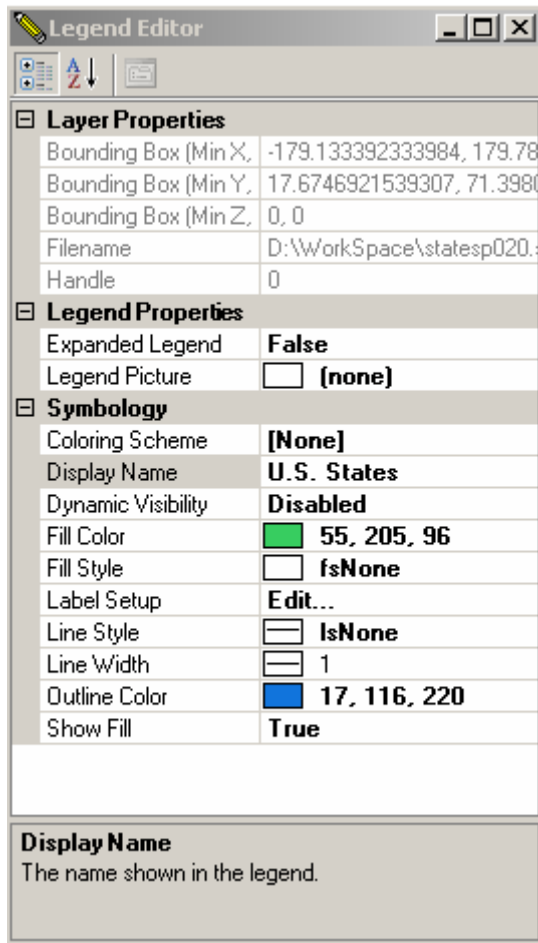 Legend Editor
A
Z
Layer Properties
Bounding Box (Min X, -179.133392333984, 179.78
Bounding Box (Min Y, 17.6746921539307, 71.3980
Bounding Box (Min Z, 0, 0
Filename D:\WorkSpace\statesp020.
Handle 0
Legend Properties
Expanded Legend False
Legend Picture (none)
Symbology
Coloring Scheme [None]
Display Name U.S. States
Dynamic Visibility Disabled
Fill Color 55, 205, 96
Fill Style fsNone
Label Setup Edit...
Line Style lsNone
Line Width 1
Outline Color 17, 116, 220
Show Fill True
Display Name
The name shown in the legend.